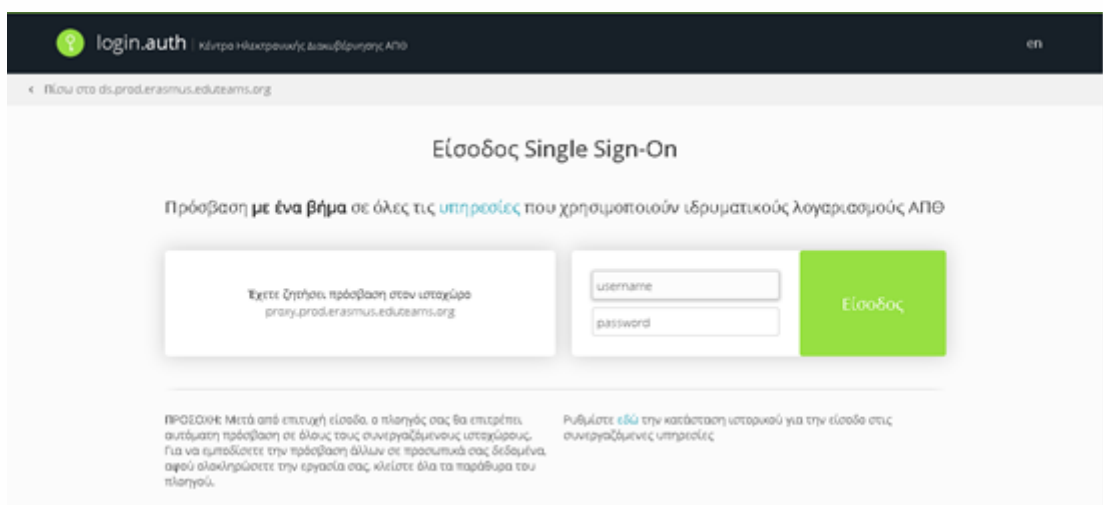 login.auth | Κέντρο Ηλεκτρονικής Διακυβέρνησης ΑΠΘ
en
‹ Πίσω στο ds.prod.erasmus.eduteams.org
Είσοδος Single Sign-On
Πρόσβαση με ένα βήμα σε όλες τις υπηρεσίες που χρησιμοποιούν ιδρυματικούς λογαριασμούς ΑΠΘ
Έχετε ζητήσει πρόσβαση στον ιστοχώρο
proxy.prod.erasmus.eduteams.org
username
password
Είσοδος
ΠΡΟΣΟΧΗ: Μετά από επιτυχή είσοδο, ο πλοηγός σας θα επιτρέπει
αυτόματη πρόσβαση σε όλους τους συνεργαζόμενους ιστοχώρους.
Για να εμποδίσετε την πρόσβαση άλλων σε προσωπικά σας δεδομένα,
αφού ολοκληρώσετε την εργασία σας, κλείστε όλα τα παράθυρα του
πλοηγού.
Ρυθμίστε εδώ την κατάσταση ιστορικού για την είσοδο στις
συνεργαζόμενες υπηρεσίες